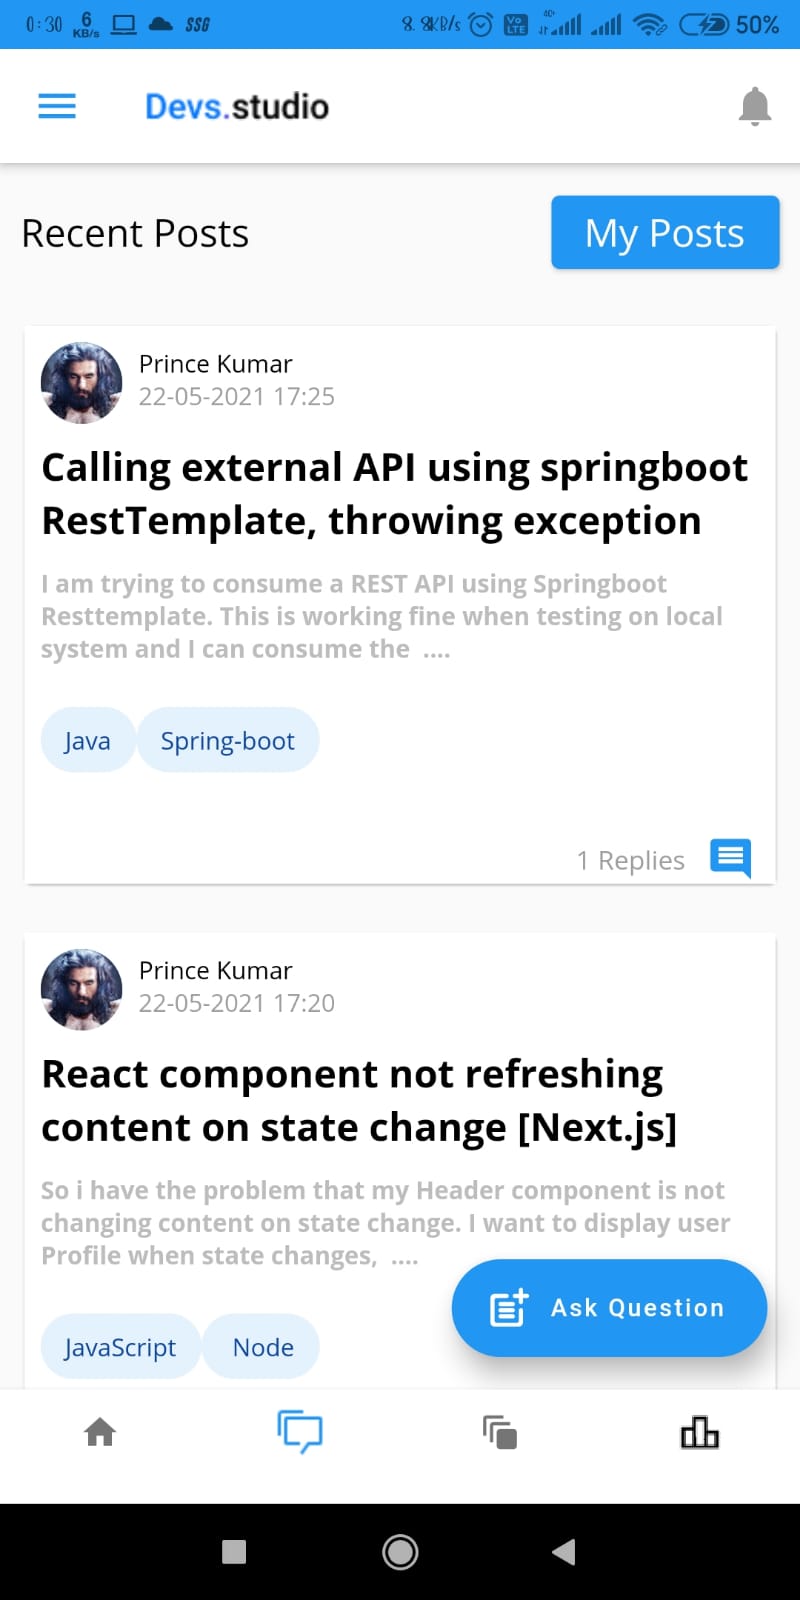 0:30 6 KB/s SSG 8.8KB/s Vo LTE 4G+ 50%
Devs.studio
Recent Posts My Posts
Prince Kumar
22-05-2021 17:25
Calling external API using springboot
RestTemplate, throwing exception
I am trying to consume a REST API using Springboot
Resttemplate. This is working fine when testing on local
system and I can consume the ....
Java Spring-boot
1 Replies
Prince Kumar
22-05-2021 17:20
React component not refreshing
content on state change [Next.js]
So i have the problem that my Header component is not
changing content on state change. I want to display user
Profile when state changes, ....
Ask Question
JavaScript Node